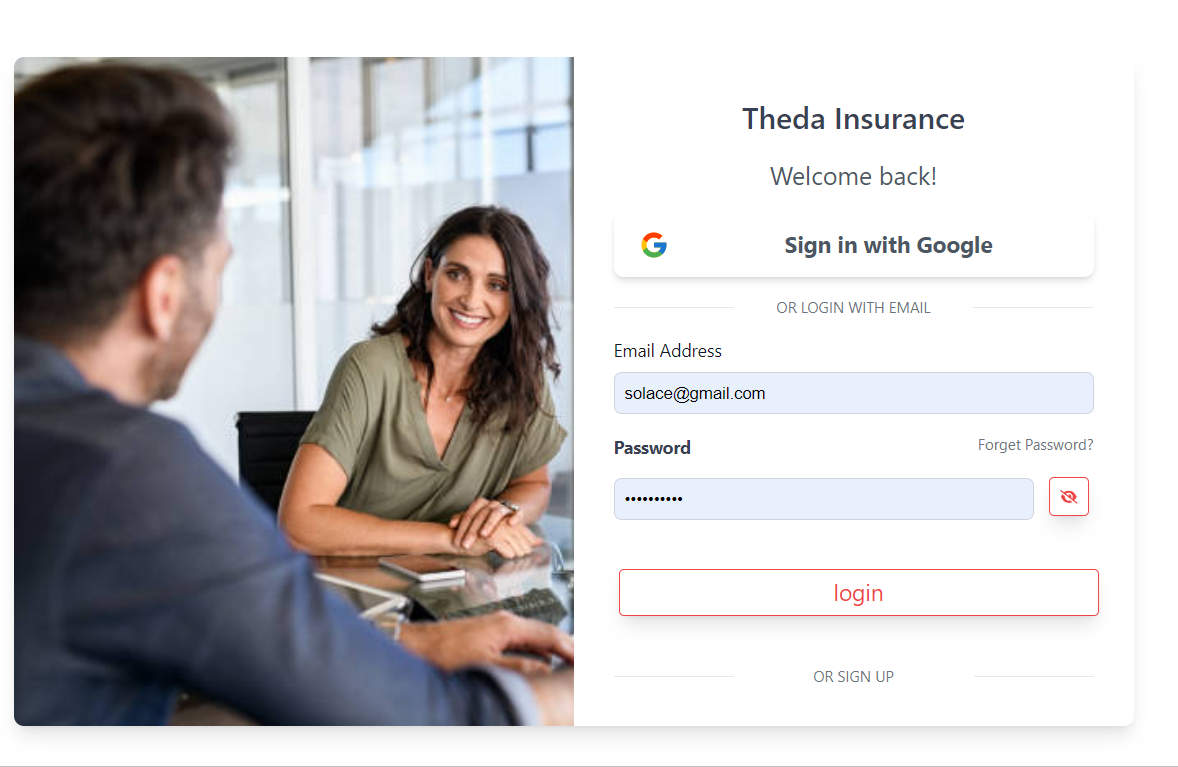 Theda Insurance
Welcome back!
Sign in with Google
OR LOGIN WITH EMAIL
Email Address
solace@gmail.com
Password
Forget Password?
••••••••••
login
OR SIGN UP